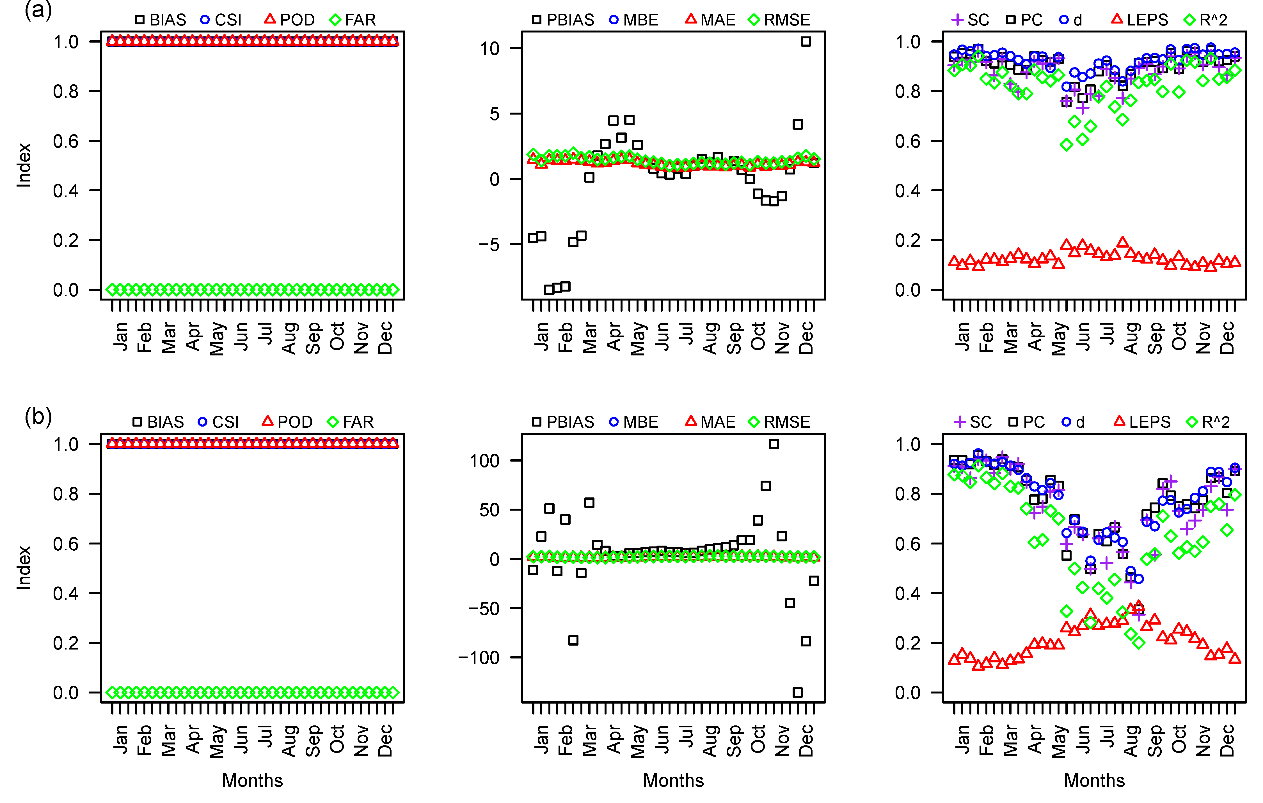 (a)
BIAS CSI POD FAR
PBIAS MBE MAE RMSE
SC PC d LEPS R^2
Index
1.0
0.8
0.6
0.4
0.2
0.0
10
5
0
−5
1.0
0.8
0.6
0.4
0.2
0.0
Jan Feb Mar Apr May Jun Jul Aug Sep Oct Nov Dec
Jan Feb Mar Apr May Jun Jul Aug Sep Oct Nov Dec
Jan Feb Mar Apr May Jun Jul Aug Sep Oct Nov Dec
(b)
BIAS CSI POD FAR
PBIAS MBE MAE RMSE
SC PC d LEPS R^2
Index
1.0
0.8
0.6
0.4
0.2
0.0
100
50
0
−50
−100
1.0
0.8
0.6
0.4
0.2
0.0
Jan Feb Mar Apr May Jun Jul Aug Sep Oct Nov Dec
Jan Feb Mar Apr May Jun Jul Aug Sep Oct Nov Dec
Jan Feb Mar Apr May Jun Jul Aug Sep Oct Nov Dec
Months
Months
Months